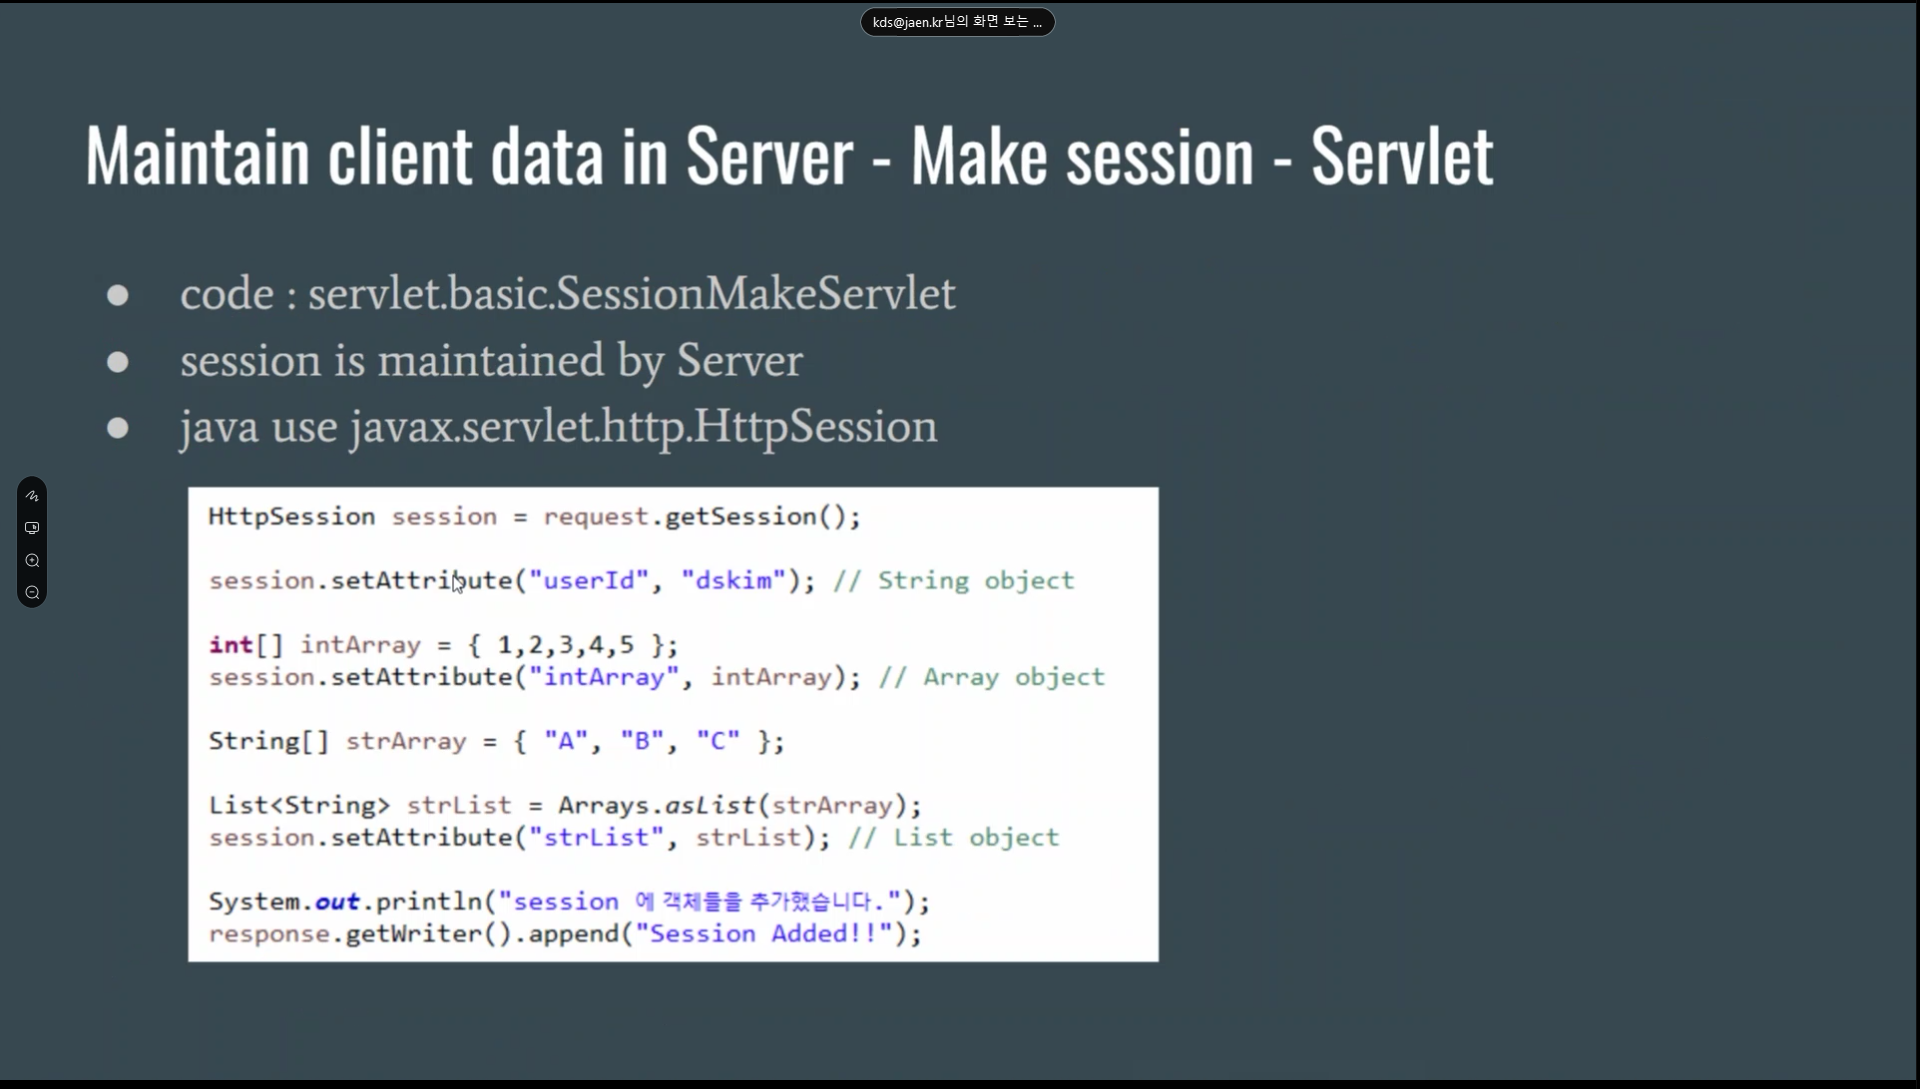 kds@jaen.kr님의 화면 보는 ...
Maintain client data in Server - Make session - Servlet
● code : servlet.basic.SessionMakeServlet
● session is maintained by Server
● java use javax.servlet.http.HttpSession
HttpSession session = request.getSession();
session.setAttribute("userId", "dskim"); // String object
int[] intArray = { 1,2,3,4,5 };
session.setAttribute("intArray", intArray); // Array object
String[] strArray = { "A", "B", "C" };
List<String> strList = Arrays.asList(strArray);
session.setAttribute("strList", strList); // List object
System.out.println("session 에 객체들을 추가했습니다.");
response.getWriter().append("Session Added!!");